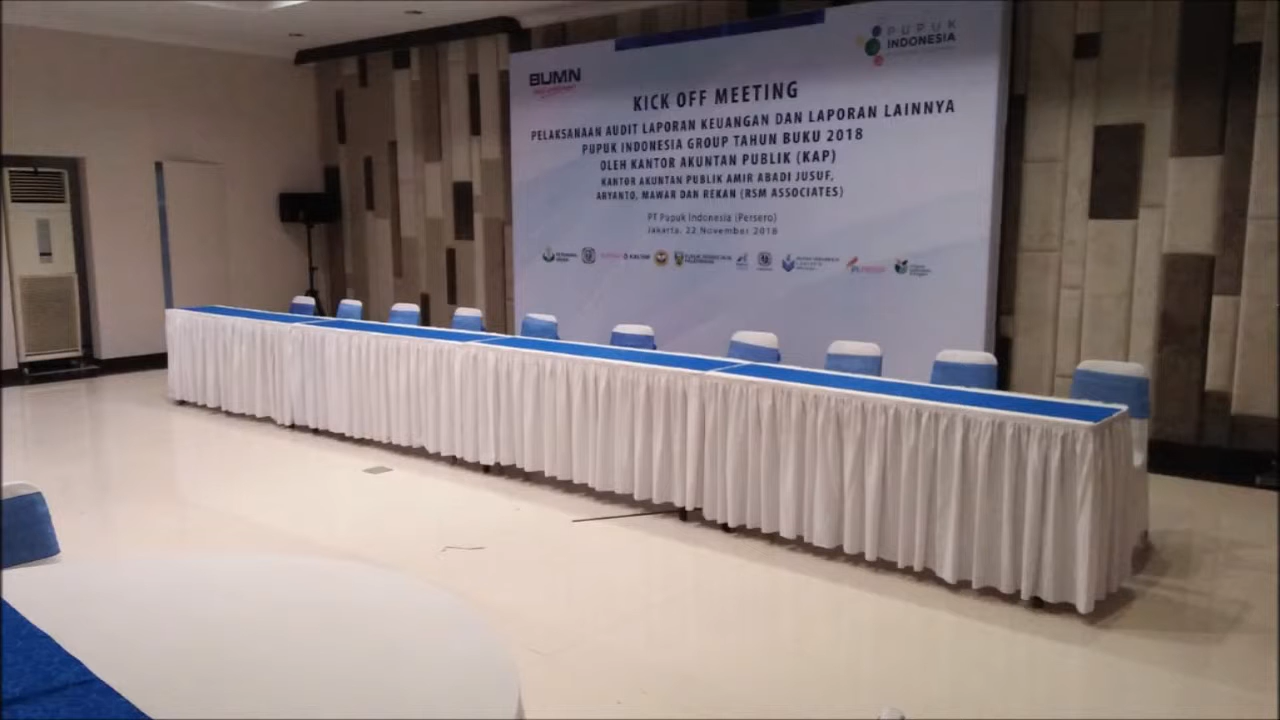 PUPUK
INDONESIA
BUMN
KICK OFF MEETING
PELAKSANAAN AUDIT LAPORAN KEUANGAN DAN LAPORAN LAINNYA
PUPUK INDONESIA GROUP TAHUN BUKU 2018
OLEH KANTOR AKUNTAN PUBLIK (KAP)
KANTOR AKUNTAN PUBLIK AMIR ABADI JUSUF,
ARYANTO, MAWAR DAN REKAN (RSM ASSOCIATES)
PT Pupuk Indonesia (Persero)
Jakarta, 22 November 2018